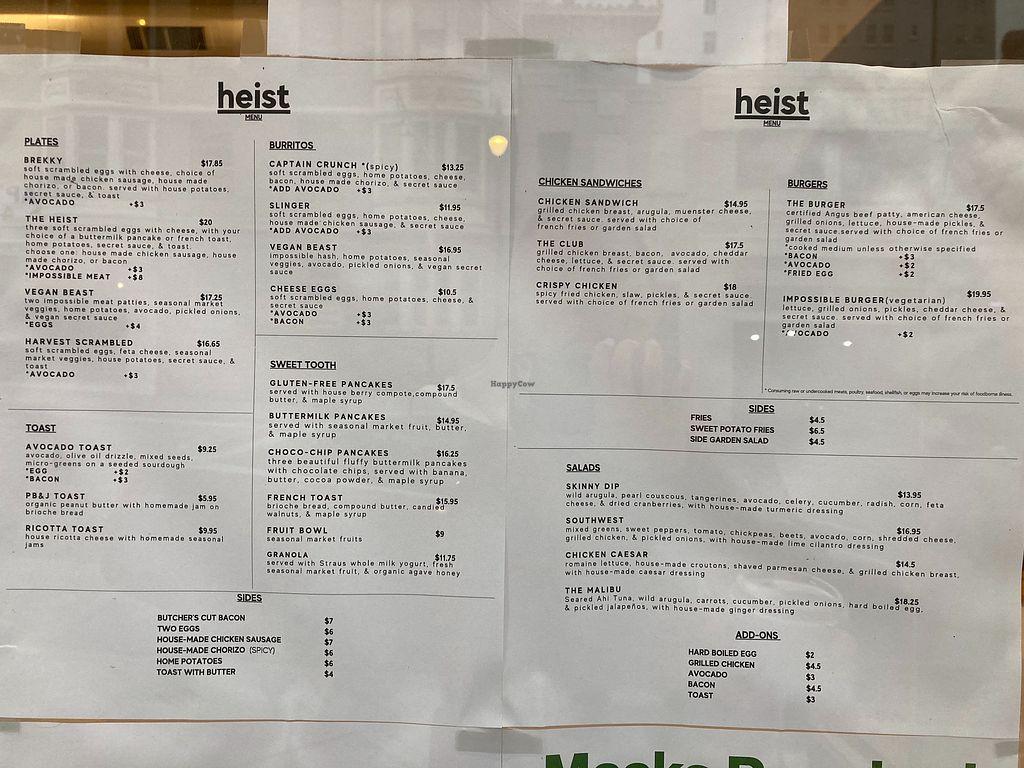 heist
MENU
PLATES
BREKKY $17.85
soft scrambled eggs with cheese, choice of
house made chicken sausage, house made
chorizo, or bacon. served with house potatoes,
secret sauce, & toast
*AVOCADO +$3
THE HEIST $20
three soft scrambled eggs with cheese, with your
choice of a buttermilk pancake or french toast,
home potatoes, secret sauce, & toast.
choose one: house made chicken sausage, house
made chorizo, or bacon
*AVOCADO +$3
*IMPOSSIBLE MEAT +$8
VEGAN BEAST $17.25
two impossible meat patties, seasonal market
veggies, home potatoes, avocado, pickled onions,
& vegan secret sauce
*EGGS +$4
HARVEST SCRAMBLED $16.65
soft scrambled eggs, feta cheese, seasonal
market veggies, house potatoes, secret sauce, &
toast
*AVOCADO +$3
TOAST
AVOCADO TOAST $9.25
avocado, olive oil drizzle, mixed seeds,
micro-greens on a seeded sourdough
*EGG +$2
*BACON +$3
PB&J TOAST $5.95
organic peanut butter with homemade jam on
brioche bread
RICOTTA TOAST $9.95
house ricotta cheese with homemade seasonal
jams
BURRITOS
CAPTAIN CRUNCH *(spicy) $13.25
soft scrambled eggs, home potatoes, cheese,
bacon, house made chorizo, & secret sauce
*ADD AVOCADO +$3
SLINGER $11.95
soft scrambled eggs, home potatoes, cheese,
house made chicken sausage, & secret sauce
*ADD AVOCADO +$3
VEGAN BEAST $16.95
impossible hash, home potatoes, seasonal
veggies, avocado, pickled onions, & vegan secret
sauce
CHEESE EGGS $10.5
soft scrambled eggs, home potatoes, cheese, &
secret sauce
*AVOCADO +$3
*BACON +$3
SWEET TOOTH
GLUTEN-FREE PANCAKES $17.5
served with house berry compote,compound
butter, & maple syrup
BUTTERMILK PANCAKES $14.95
served with seasonal market fruit, butter,
& maple syrup
CHOCO-CHIP PANCAKES $16.25
three beautiful fluffy buttermilk pancakes
with chocolate chips, served with banana,
butter, cocoa powder, & maple syrup
FRENCH TOAST $15.95
brioche bread, compound butter, candied
walnuts, & maple syrup
FRUIT BOWL $9
seasonal market fruits
GRANOLA $11.75
served with Straus whole milk yogurt, fresh
seasonal market fruit, & organic agave honey
SIDES
BUTCHER'S CUT BACON $7
TWO EGGS $6
HOUSE-MADE CHICKEN SAUSAGE $7
HOUSE-MADE CHORIZO (SPICY) $6
HOME POTATOES $6
TOAST WITH BUTTER $4
heist
MENU
CHICKEN SANDWICHES
CHICKEN SANDWICH $14.95
grilled chicken breast, arugula, muenster cheese,
& secret sauce. served with choice of
french fries or garden salad
THE CLUB $17.5
grilled chicken breast, bacon, avocado, cheddar
cheese, lettuce, & secret sauce. served with
choice of french fries or garden salad
CRISPY CHICKEN $18
spicy fried chicken, slaw, pickles, & secret sauce.
served with choice of french fries or garden salad
BURGERS
THE BURGER $17.5
certified Angus beef patty, american cheese,
grilled onions, lettuce, house-made pickles, &
secret sauce.served with choice of french fries or
garden salad
*cooked medium unless otherwise specified
*BACON +$3
*AVOCADO +$2
*FRIED EGG +$2
IMPOSSIBLE BURGER(vegetarian) $19.95
lettuce, grilled onions, pickles, cheddar cheese, &
secret sauce. served with choice of french fries or
garden salad
*AVOCADO +$2
* Consuming raw or undercooked meats, poultry, seafood, shellfish, or eggs may increase your risk of foodborne illness.
SIDES
FRIES $4.5
SWEET POTATO FRIES $6.5
SIDE GARDEN SALAD $4.5
SALADS
SKINNY DIP $13.95
wild arugula, pearl couscous, tangerines, avocado, celery, cucumber, radish, corn, feta
cheese, & dried cranberries, with house-made turmeric dressing
SOUTHWEST $16.95
mixed greens, sweet peppers, tomato, chickpeas, beets, avocado, corn, shredded cheese,
grilled chicken, & pickled onions, with house-made lime cilantro dressing
CHICKEN CAESAR $14.5
romaine lettuce, house-made croutons, shaved parmesan cheese, & grilled chicken breast,
with house-made caesar dressing
THE MALIBU $18.25
Seared Ahi Tuna, wild arugula, carrots, cucumber, pickled onions, hard boiled egg,
& pickled jalapeños, with house-made ginger dressing
ADD-ONS
HARD BOILED EGG $2
GRILLED CHICKEN $4.5
AVOCADO $3
BACON $4.5
TOAST $3
HappyCow